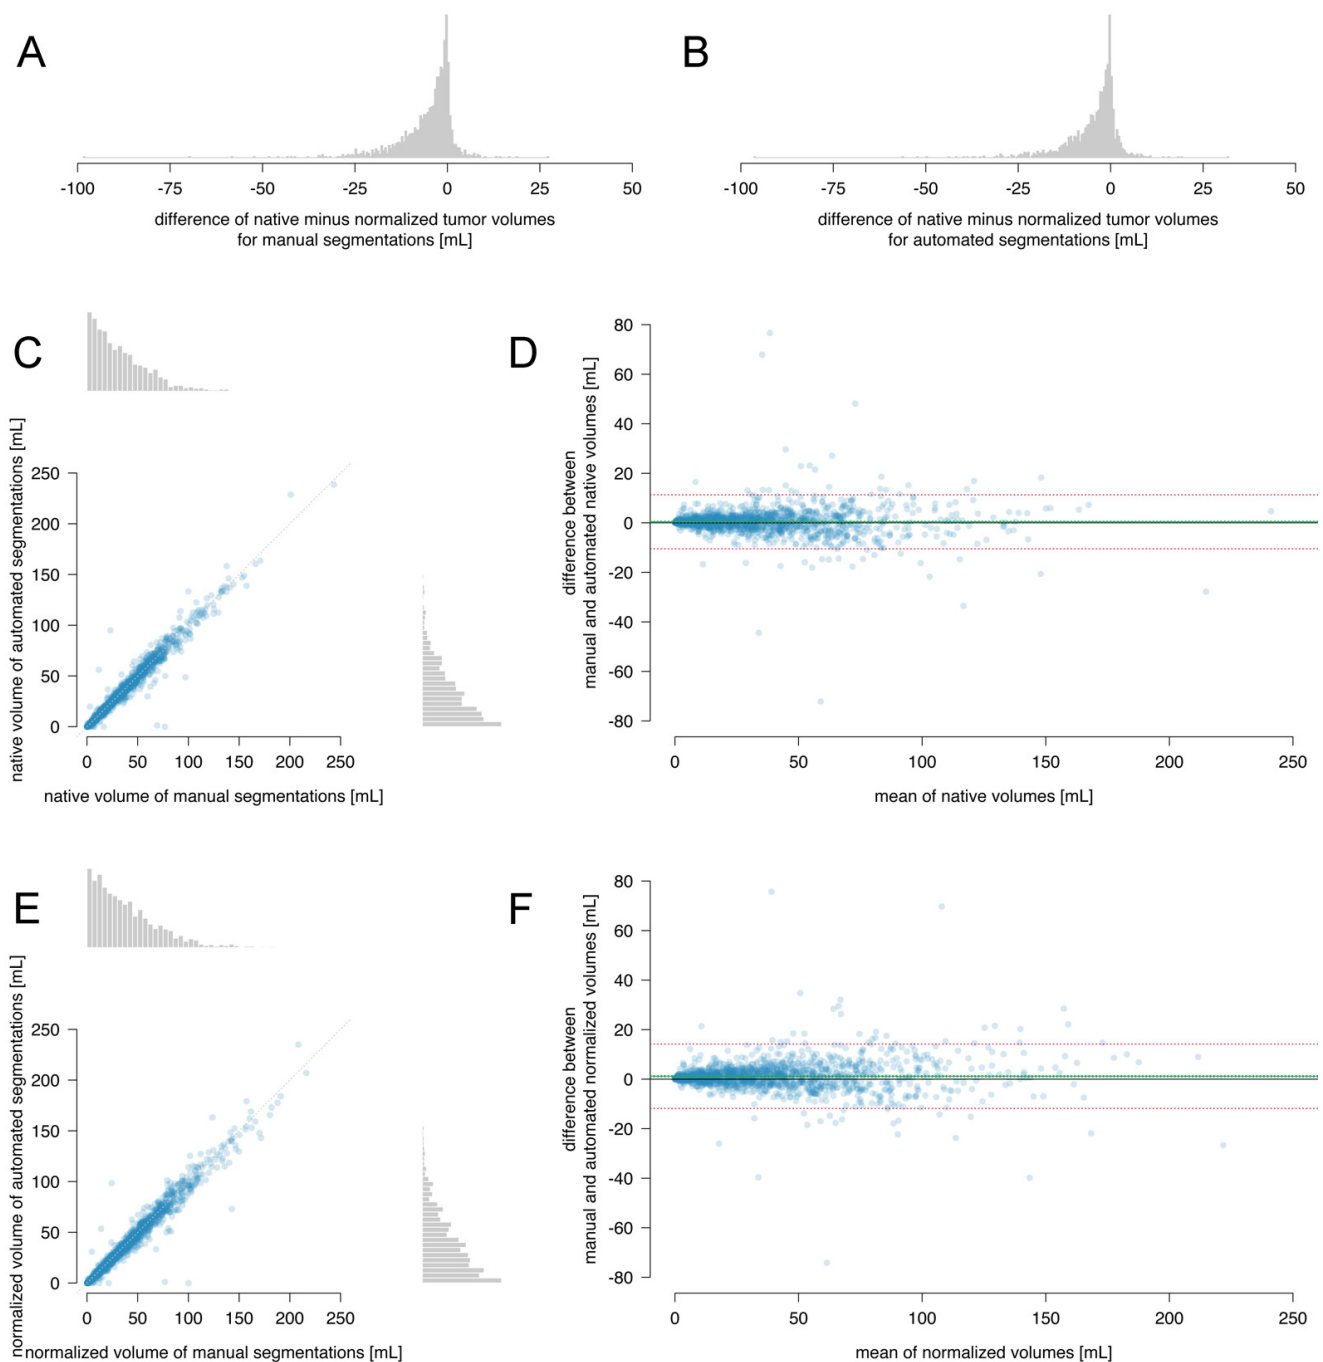 A
-100 -75 -50 -25 0 25 50
difference of native minus normalized tumor volumes
for manual segmentations [mL]
B
-100 -75 -50 -25 0 25 50
difference of native minus normalized tumor volumes
for automated segmentations [mL]
C
native volume of automated segmentations [mL]
250
200
150
100
50
0
0 50 100 150 200 250
native volume of manual segmentations [mL]
D
difference between
manual and automated native volumes [mL]
80
60
40
20
0
-20
-40
-60
-80
0 50 100 150 200 250
mean of native volumes [mL]
E
normalized volume of automated segmentations [mL]
250
200
150
100
50
0
0 50 100 150 200 250
normalized volume of manual segmentations [mL]
F
difference between
manual and automated normalized volumes [mL]
80
60
40
20
0
-20
-40
-60
-80
0 50 100 150 200 250
mean of normalized volumes [mL]